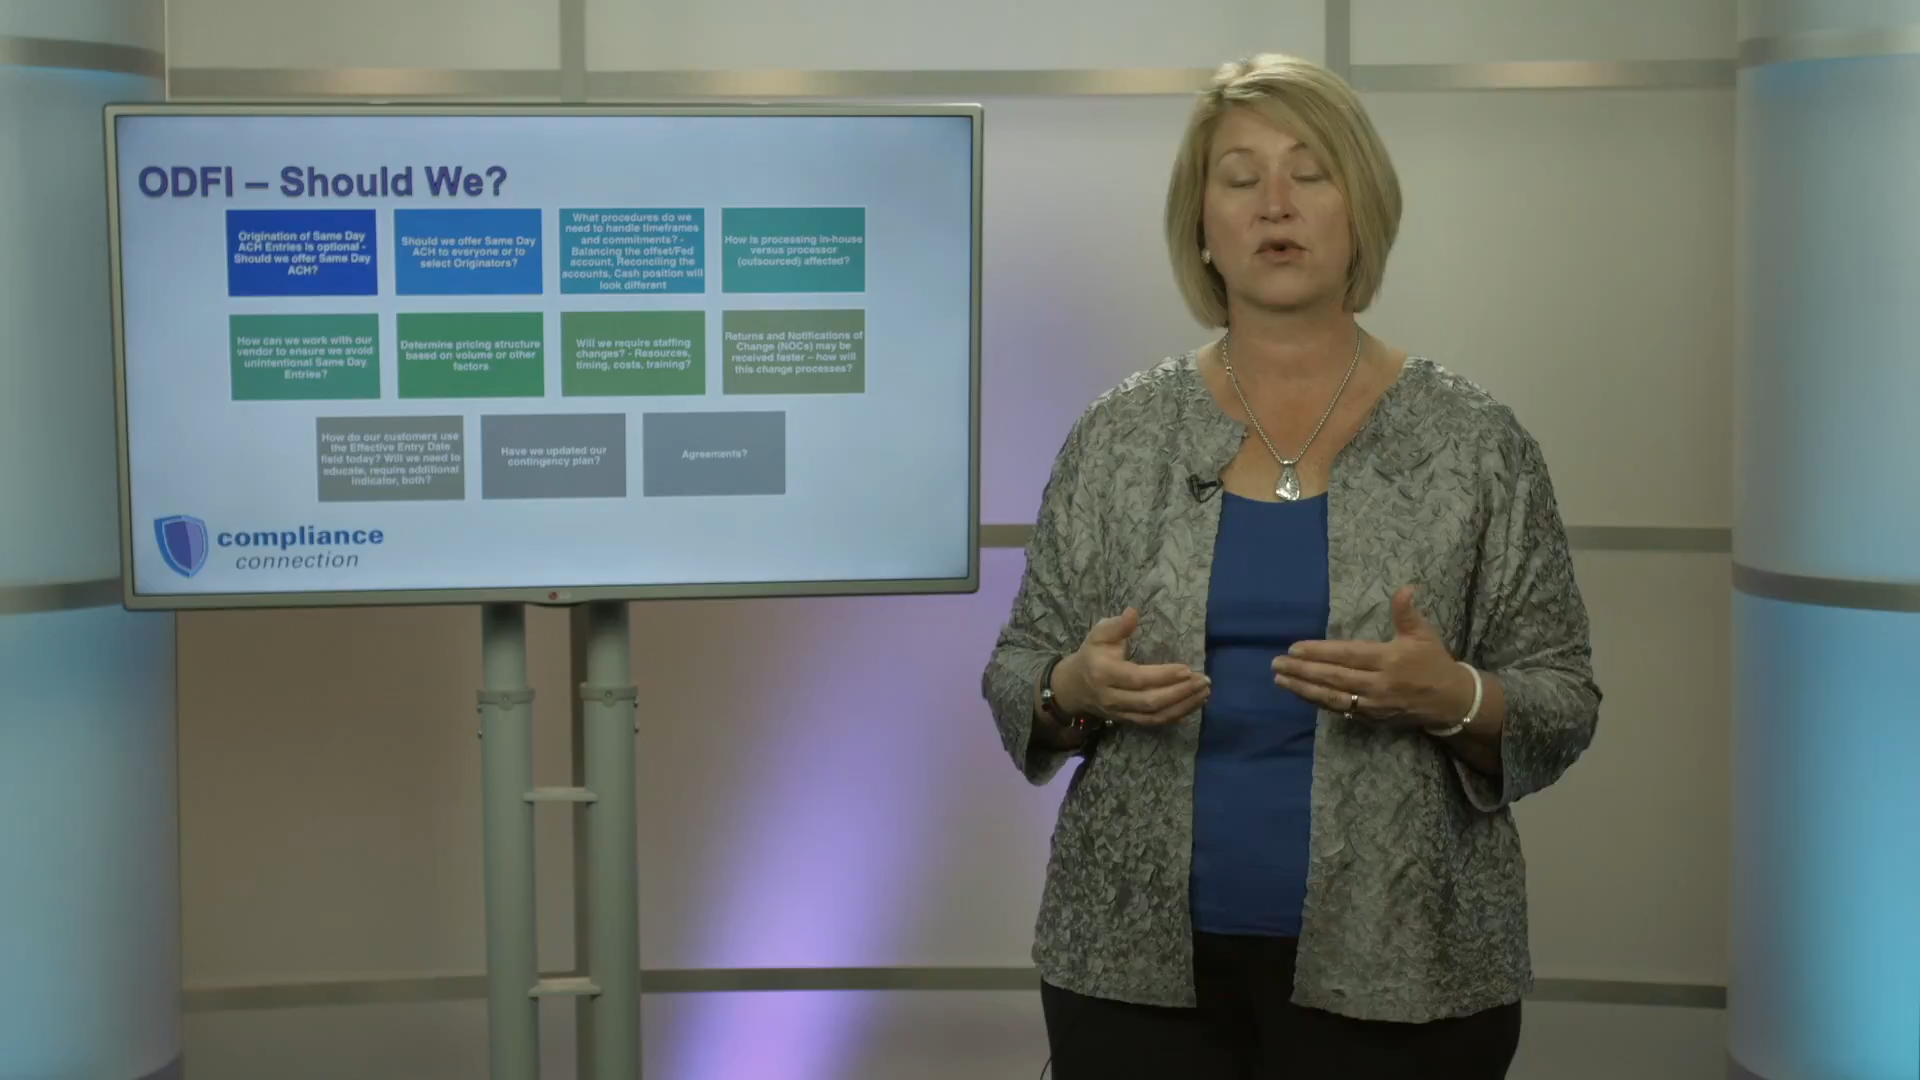 ODFI – Should We?
Origination of Same Day
ACH Entries is optional -
Should we offer Same Day
ACH?
Should we offer Same Day
ACH to everyone or to
select Originators?
What procedures do we
need to handle timeframes
and commitments? -
Balancing the offset/Fed
account, Reconciling the
accounts, Cash position will
look different
How is processing in-house
versus processor
(outsourced) affected?
How can we work with our
vendor to ensure we avoid
unintentional Same Day
Entries?
Determine pricing structure
based on volume or other
factors
Will we require staffing
changes? - Resources,
timing, costs, training?
Returns and Notifications of
Change (NOCs) may be
received faster – how will
this change processes?
How do our customers use
the Effective Entry Date
field today? Will we need to
educate, require additional
indicator, both?
Have we updated our
contingency plan?
Agreements?
compliance
connection